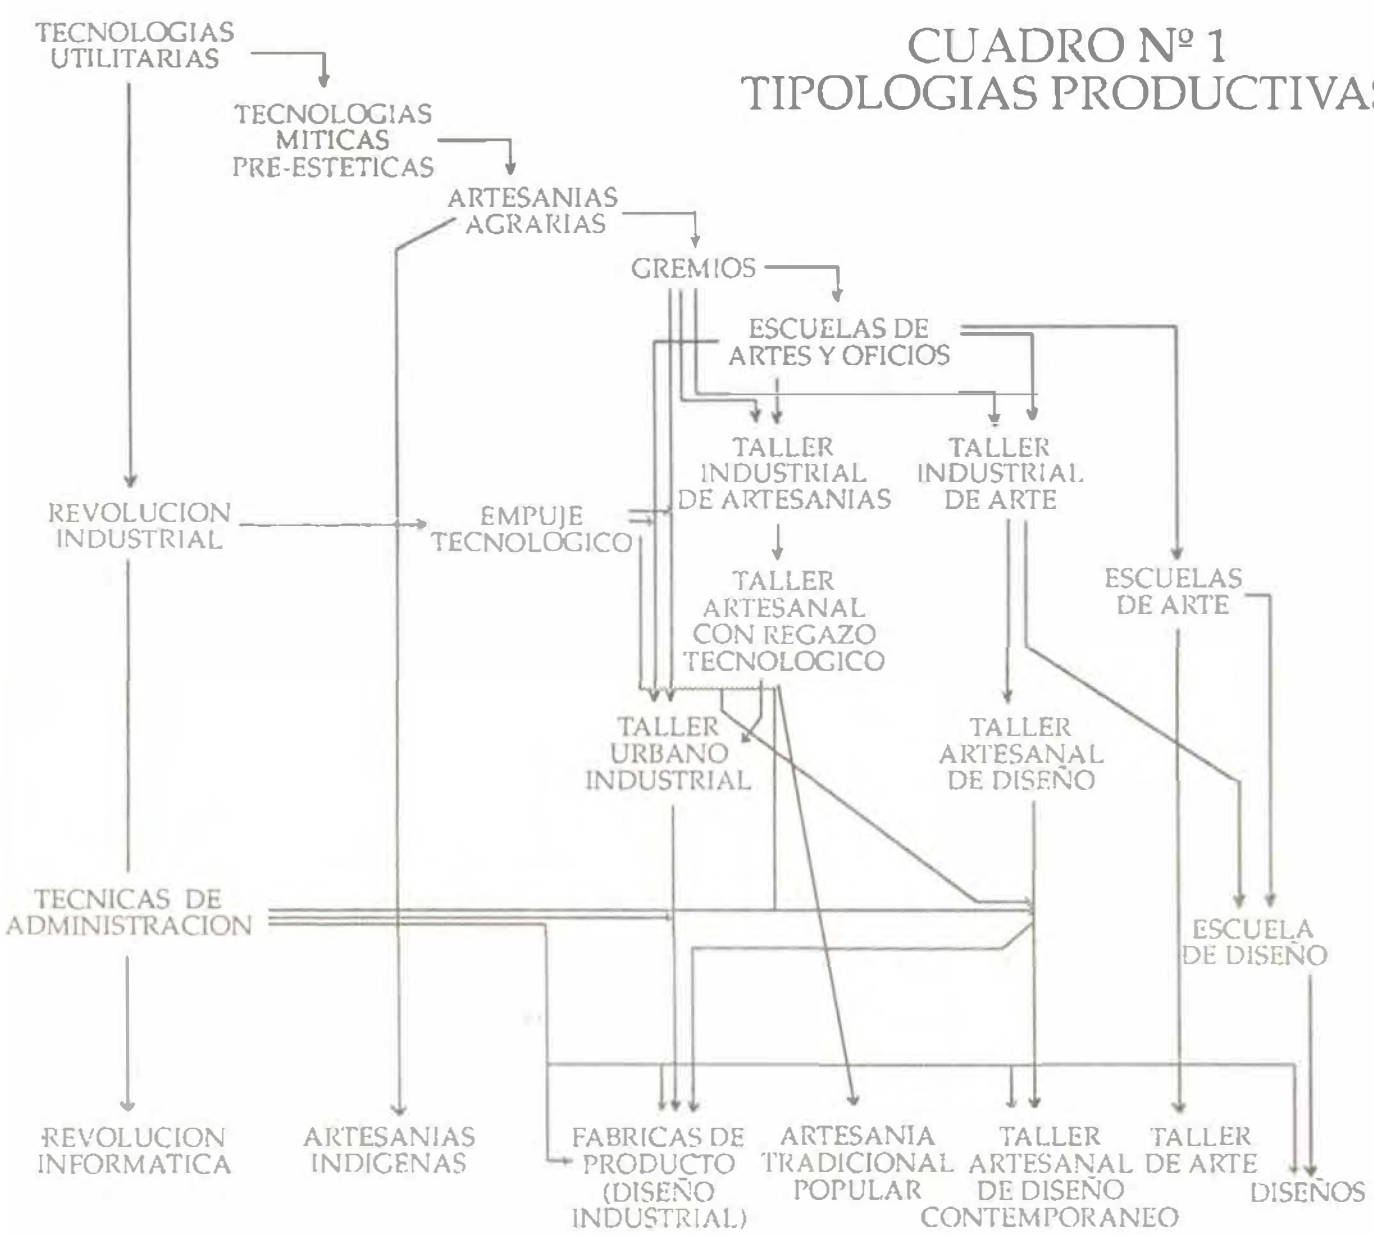 CUADRO Nº 1
TIPOLOGIAS PRODUCTIVAS
TECNOLOGIAS
UTILITARIAS
TECNOLOGIAS
MITICAS
PRE-ESTETICAS
ARTESANIAS
AGRARIAS
GREMIOS
ESCUELAS DE
ARTES Y OFICIOS
TALLER
INDUSTRIAL
DE ARTESANIAS
TALLER
INDUSTRIAL
DE ARTE
REVOLUCION
INDUSTRIAL
EMPUJE
TECNOLOGICO
TALLER
ARTESANAL
CON REGAZO
TECNOLOGICO
ESCUELAS
DE ARTE
TALLER
URBANO
INDUSTRIAL
TALLER
ARTESANAL
DE DISEÑO
TECNICAS DE
ADMINISTRACION
ESCUELA
DE DISEÑO
REVOLUCION
INFORMATICA
ARTESANIAS
INDIGENAS
FABRICAS DE
PRODUCTO
(DISEÑO
INDUSTRIAL)
ARTESANIA
TRADICIONAL
POPULAR
TALLER
ARTESANAL
DE DISEÑO
CONTEMPORANEO
TALLER
DE ARTE
DISEÑOS